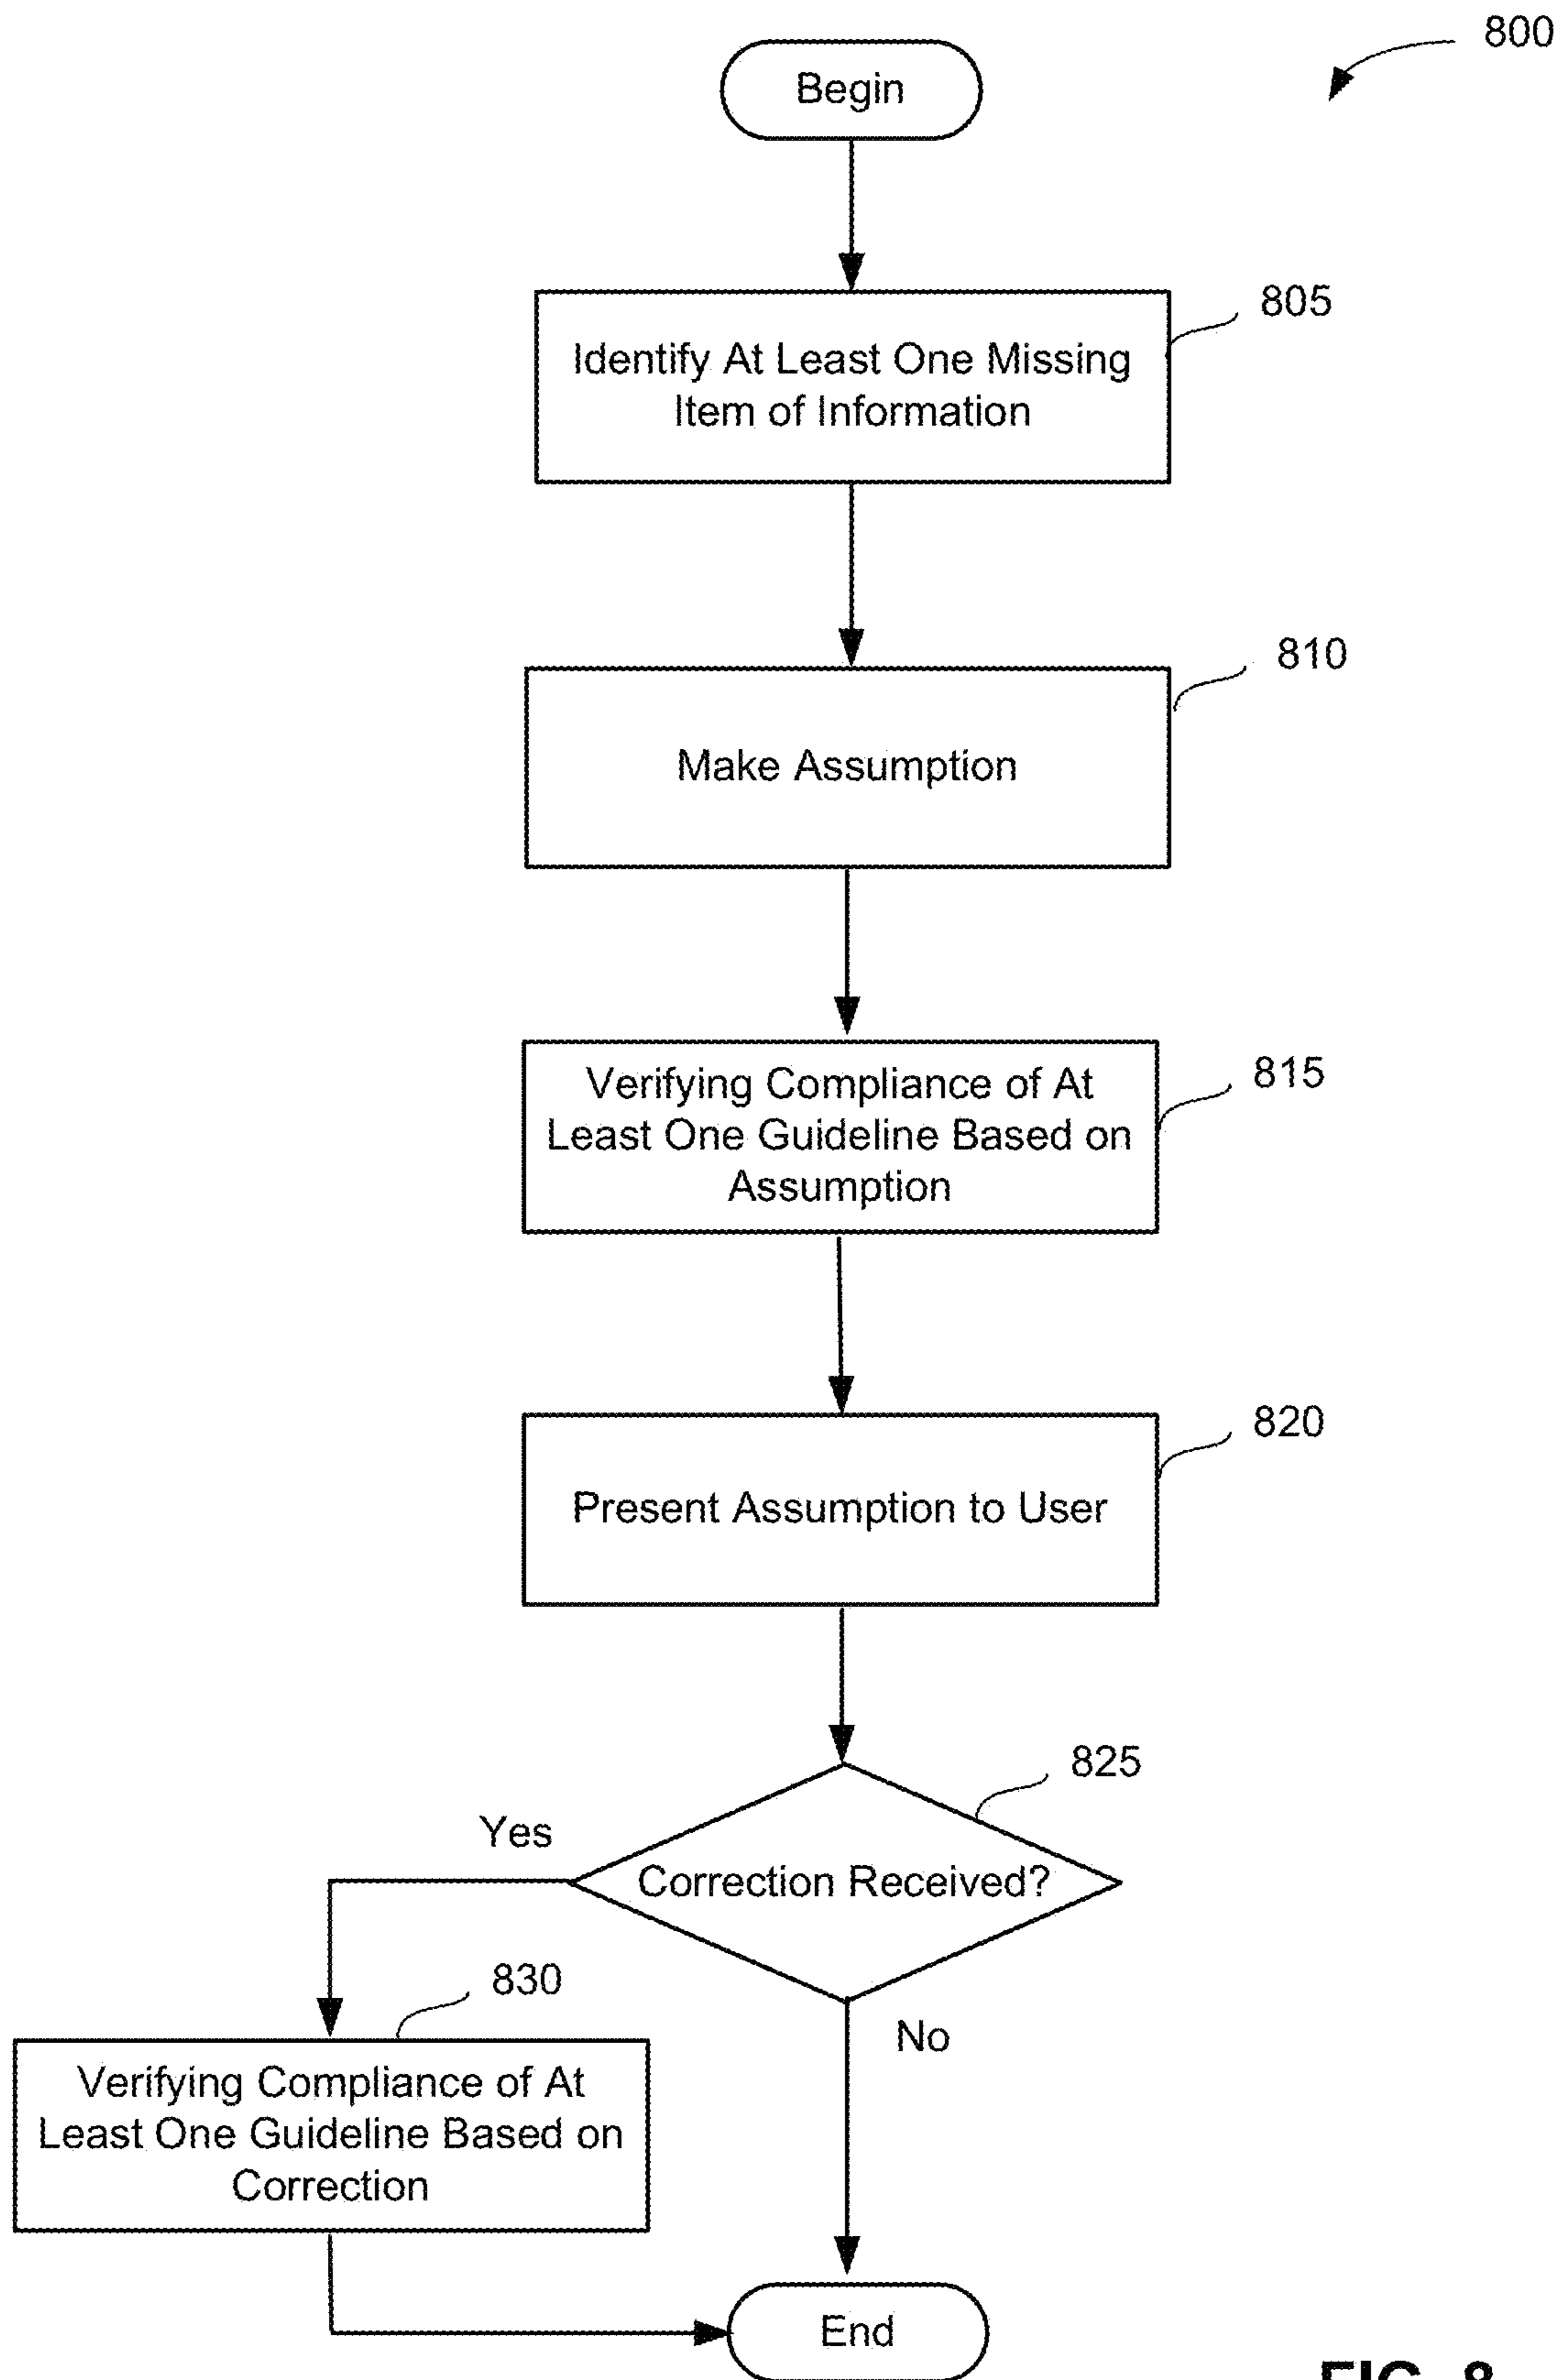 800
Begin
805
Identify At Least One Missing
Item of Information
810
Make Assumption
815
Verifying Compliance of At
Least One Guideline Based on
Assumption
820
Present Assumption to User
825
Yes
Correction Received?
830
No
Verifying Compliance of At
Least One Guideline Based on
Correction
End
FIG. 8